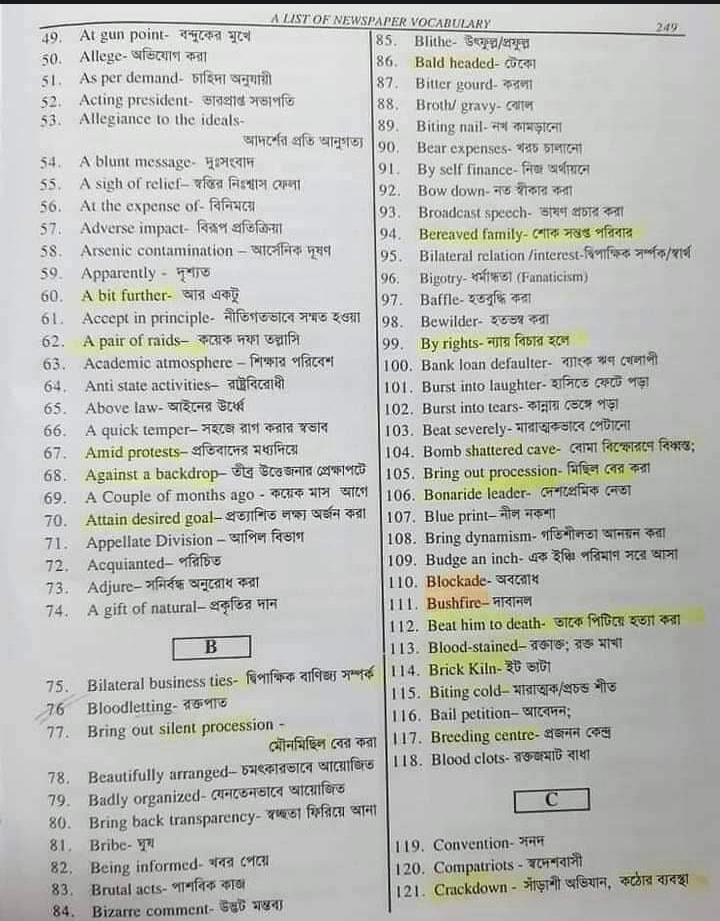 A LIST OF NEWSPAPER VOCABULARY
249
49. At gun point- বন্দুকের মুখে
50. Allege- অভিযোগ করা
51. As per demand- চাহিদা অনুযায়ী
52. Acting president- ভারপ্রাপ্ত সভাপতি
53. Allegiance to the ideals-
আদর্শের প্রতি আনুগত্য
54. A blunt message- দুঃসংবাদ
55. A sigh of relief– স্বস্তির নিঃশ্বাস ফেলা
56. At the expense of- বিনিময়ে
57. Adverse impact- বিরূপ প্রতিক্রিয়া
58. Arsenic contamination – আর্সেনিক দূষণ
59. Apparently - দৃশ্যত
60. A bit further- আর একটু
61. Accept in principle- নীতিগতভাবে সম্মত হওয়া
62. A pair of raids– কয়েক দফা তল্লাসি
63. Academic atmosphere – শিক্ষার পরিবেশ
64. Anti state activities– রাষ্ট্রবিরোধী
65. Above law- আইনের উর্ধ্বে
66. A quick temper– সহজে রাগ করার স্বভাব
67. Amid protests– প্রতিবাদের মধ্যদিয়ে
68. Against a backdrop– তীব্র উত্তেজনার প্রেক্ষাপটে
69. A Couple of months ago - কয়েক মাস আগে
70. Attain desired goal– প্রত্যাশিত লক্ষ্য অর্জন করা
71. Appellate Division – আপিল বিভাগ
72. Acquianted– পরিচিত
73. Adjure– সনির্বন্ধ অনুরোধ করা
74. A gift of natural– প্রকৃতির দান
B
75. Bilateral business ties- দ্বিপাক্ষিক বাণিজ্য সম্পর্ক
76 Bloodletting- রক্তপাত
77. Bring out silent procession -
মৌনমিছিল বের করা
78. Beautifully arranged– চমৎকারভাবে আয়োজিত
79. Badly organized- যেনতেনভাবে আয়োজিত
80. Bring back transparency- স্বচ্ছতা ফিরিয়ে আনা
81. Bribe- ঘুষ
82. Being informed- খবর পেয়ে
83. Brutal acts- পাশবিক কাজ
84. Bizarre comment- উদ্ভট মন্তব্য
85. Blithe- উৎফুল্ল/প্রফুল্ল
86. Bald headed- টেকো
87. Bitter gourd- করলা
88. Broth/ gravy- ঝোল
89. Biting nail- নখ কামড়ানো
90. Bear expenses- খরচ চালানো
91. By self finance- নিজ অর্থায়নে
92. Bow down- নত স্বীকার করা
93. Broadcast speech- ভাষণ প্রচার করা
94. Bereaved family- শোক সন্তপ্ত পরিবার
95. Bilateral relation /interest-দ্বিপাক্ষিক সম্পর্ক/স্বার্থ
96. Bigotry- ধর্মান্ধতা (Fanaticism)
97. Baffle- হতবুদ্ধি করা
98. Bewilder- হতভম্ব করা
99. By rights- ন্যায় বিচার হলে
100. Bank loan defaulter- ব্যাংক ঋণ খেলাপী
101. Burst into laughter- হাসিতে ফেটে পড়া
102. Burst into tears- কান্নায় ভেঙ্গে পড়া
103. Beat severely- মারাত্মকভাবে পেটানো
104. Bomb shattered cave- বোমা বিস্ফোরণে বিধ্বস্ত;
105. Bring out procession- মিছিল বের করা
106. Bonaride leader- দেশপ্রেমিক নেতা
107. Blue print– নীল নকশা
108. Bring dynamism- গতিশীলতা আনয়ন করা
109. Budge an inch- এক ইঞ্চি পরিমাণ সরে আসা
110. Blockade- অবরোধ
111. Bushfire– দাবানল
112. Beat him to death- তাকে পিটিয়ে হত্যা করা
113. Blood-stained– রক্তাক্ত; রক্ত মাখা
114. Brick Kiln- ইট ভাটা
115. Biting cold– মারাত্মক/প্রচন্ড শীত
116. Bail petition– আবেদন;
117. Breeding centre- প্রজনন কেন্দ্র
118. Blood clots- রক্তজমাট বাধা
C
119. Convention- সনদ
120. Compatriots - স্বদেশবাসী
121. Crackdown - সাঁড়াশী অভিযান, কঠোর ব্যবস্থা